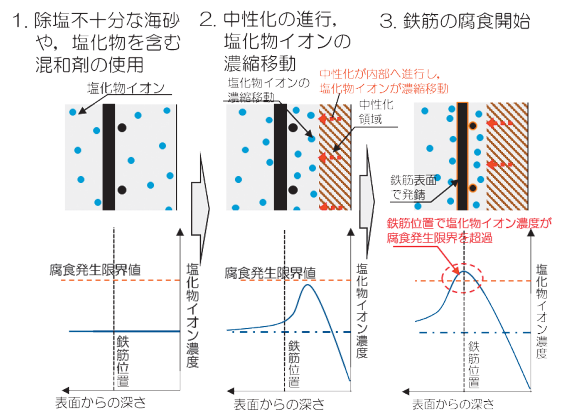 1. 除塩不十分な海砂
や，塩化物を含む
混和剤の使用
塩化物イオン
腐食発生限界値
塩化物イオン濃度
鉄筋位置
表面からの深さ
2. 中性化の進行，
塩化物イオンの
濃縮移動
塩化物イオンの
濃縮移動
中性化が内部へ進行し，
塩化物イオンが濃縮移動
中性化
領域
腐食発生限界値
塩化物イオン濃度
鉄筋位置
表面からの深さ
3. 鉄筋の腐食開始
鉄筋表面
で発錆
鉄筋位置で塩化物イオン濃度が
腐食発生限界を超過
塩化物イオン濃度
鉄筋位置
表面からの深さ